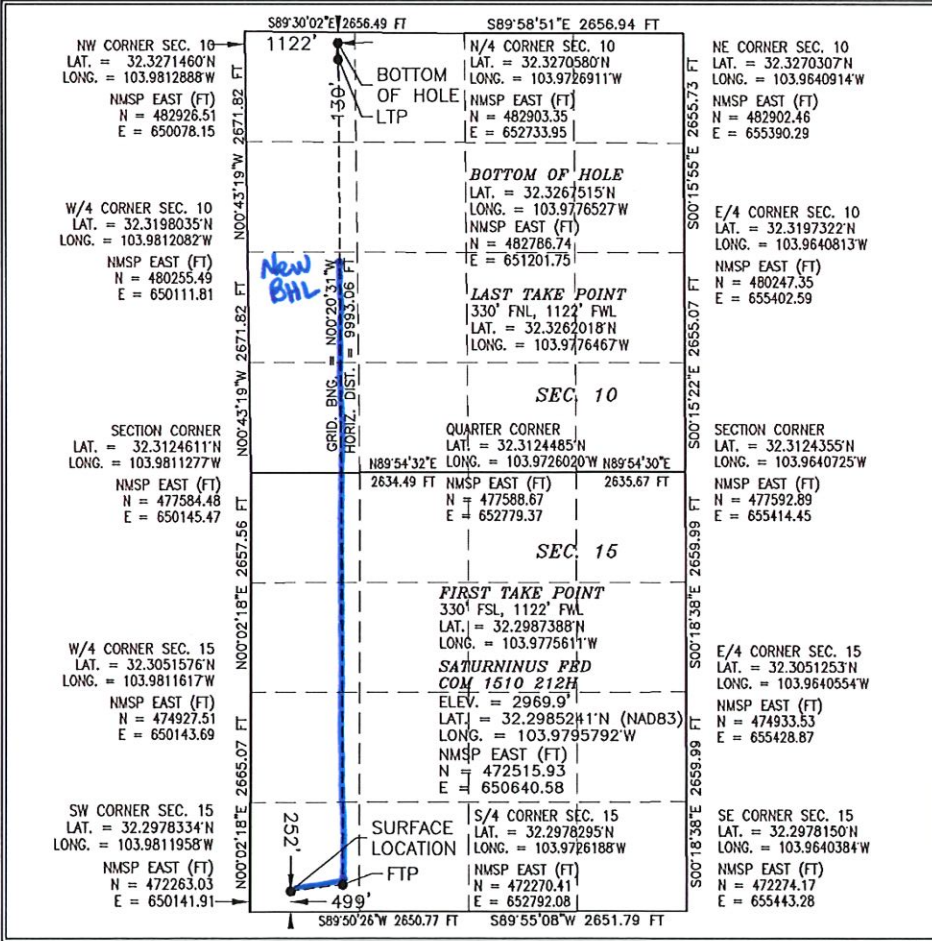 S89°30'02"E 2656.49 FT
S89°58'51"E 2656.94 FT
NW CORNER SEC. 10
LAT. = 32.3271460°N
LONG. = 103.9812888°W
NMSP EAST (FT)
N = 482926.51
E = 650078.15
1122'
130'
BOTTOM
OF HOLE
LTP
N/4 CORNER SEC. 10
LAT. = 32.3270580°N
LONG. = 103.9726911°W
NMSP EAST (FT)
N = 482903.35
E = 652733.95
NE CORNER SEC. 10
LAT. = 32.3270307°N
LONG. = 103.9640914°W
NMSP EAST (FT)
N = 482902.46
E = 655390.29
N00°43'19"W 2671.82 FT
S00°15'55"E 2655.73 FT
BOTTOM OF HOLE
LAT. = 32.3267515°N
LONG. = 103.9776527°W
NMSP EAST (FT)
N = 482786.74
E = 651201.75
W/4 CORNER SEC. 10
LAT. = 32.3198035°N
LONG. = 103.9812082°W
NMSP EAST (FT)
N = 480255.49
E = 650111.81
E/4 CORNER SEC. 10
LAT. = 32.3197322°N
LONG. = 103.9640813°W
NMSP EAST (FT)
N = 480247.35
E = 655402.59
New
BHL
LAST TAKE POINT
330' FNL, 1122' FWL
LAT. = 32.3262018°N
LONG. = 103.9776467°W
GRID. BNG. = N00°20'31"W
HORIZ. DIST. = 9993.06 FT
N00°43'19"W 2671.82 FT
S00°15'22"E 2655.07 FT
SEC. 10
SECTION CORNER
LAT. = 32.3124611°N
LONG. = 103.9811277°W
NMSP EAST (FT)
N = 477584.48
E = 650145.47
QUARTER CORNER
LAT. = 32.3124485°N
LONG. = 103.9726020°W
NMSP EAST (FT)
N = 477588.67
E = 652779.37
N89°54'32"E
2634.49 FT
N89°54'30"E
2635.67 FT
SECTION CORNER
LAT. = 32.3124355°N
LONG. = 103.9640725°W
NMSP EAST (FT)
N = 477592.89
E = 655414.45
SEC. 15
N00°02'18"E 2657.56 FT
S00°18'38"E 2659.99 FT
FIRST TAKE POINT
330' FSL, 1122' FWL
LAT. = 32.2987388°N
LONG. = 103.9775611°W
W/4 CORNER SEC. 15
LAT. = 32.3051576°N
LONG. = 103.9811617°W
NMSP EAST (FT)
N = 474927.51
E = 650143.69
SATURNINUS FED
COM 1510 212H
ELEV. = 2969.9'
LAT. = 32.2985241°N (NAD83)
LONG. = 103.9795792°W
NMSP EAST (FT)
N = 472515.93
E = 650640.58
E/4 CORNER SEC. 15
LAT. = 32.3051253°N
LONG. = 103.9640554°W
NMSP EAST (FT)
N = 474933.53
E = 655428.87
N00°02'18"E 2665.07 FT
S00°18'38"E 2659.99 FT
SW CORNER SEC. 15
LAT. = 32.2978334°N
LONG. = 103.9811958°W
NMSP EAST (FT)
N = 472263.03
E = 650141.91
252'
SURFACE
LOCATION
FTP
499'
S/4 CORNER SEC. 15
LAT. = 32.2978295°N
LONG. = 103.9726188°W
NMSP EAST (FT)
N = 472270.41
E = 652792.08
SE CORNER SEC. 15
LAT. = 32.2978150°N
LONG. = 103.9640384°W
NMSP EAST (FT)
N = 472274.17
E = 655443.28
S89°50'26"W 2650.77 FT
S89°55'08"W 2651.79 FT